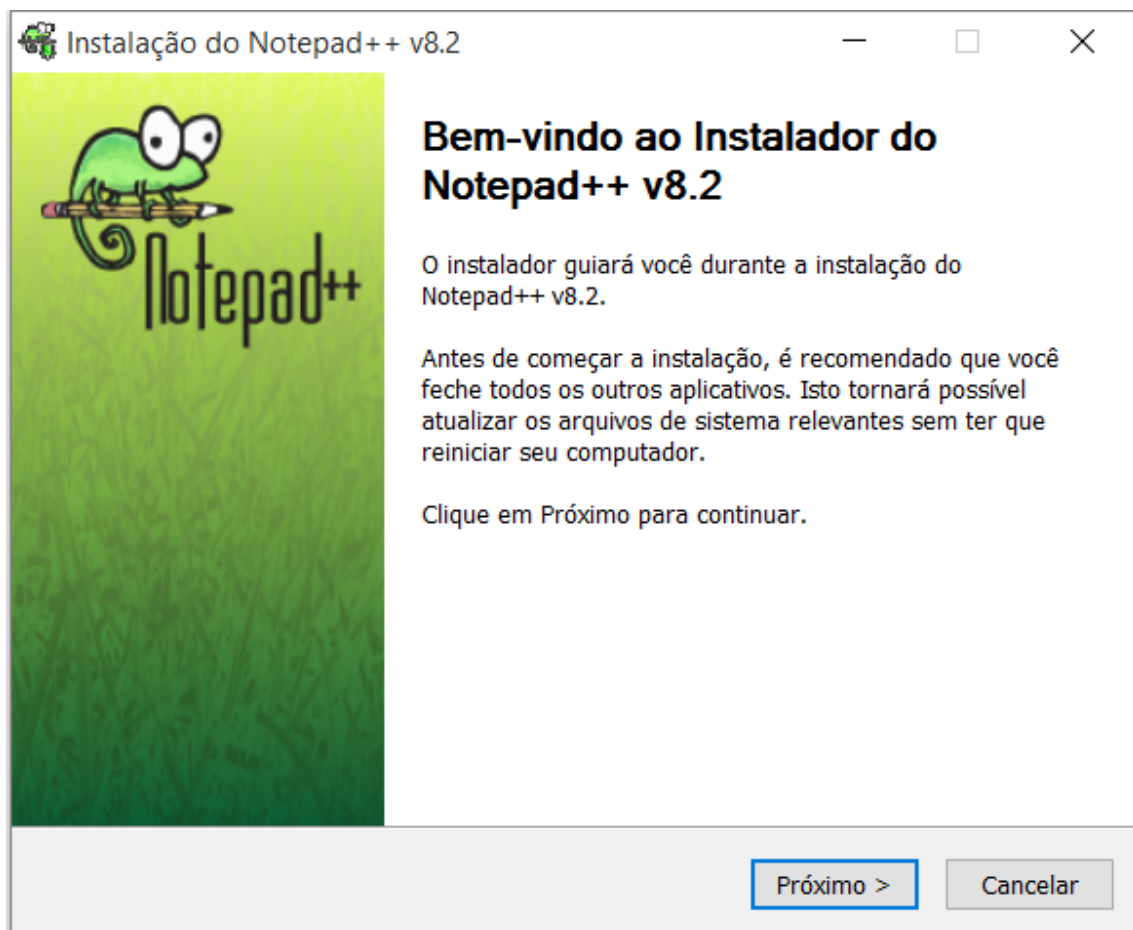 Instalação do Notepad++ v8.2
Notepad++
Bem-vindo ao Instalador do
Notepad++ v8.2
O instalador guiará você durante a instalação do
Notepad++ v8.2.
Antes de começar a instalação, é recomendado que você
feche todos os outros aplicativos. Isto tornará possível
atualizar os arquivos de sistema relevantes sem ter que
reiniciar seu computador.
Clique em Próximo para continuar.
Próximo >
Cancelar